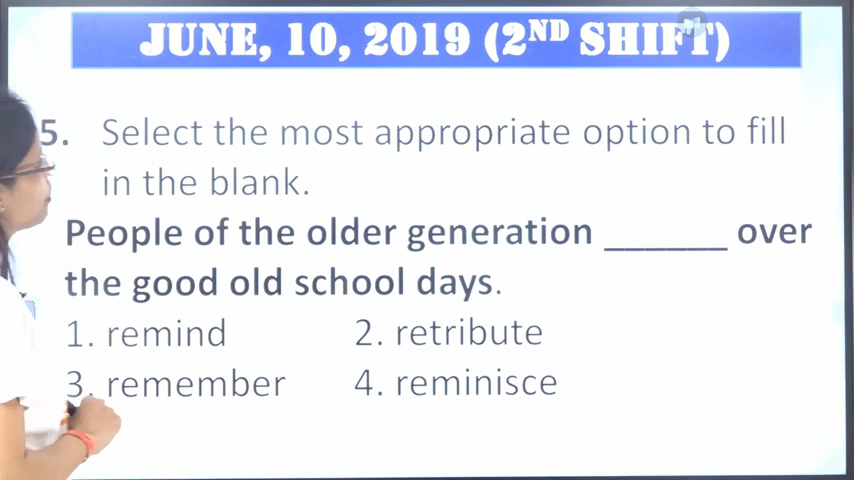 JUNE, 10, 2019 (2ND SHIFT)
5. Select the most appropriate option to fill
in the blank.
People of the older generation ______ over
the good old school days.
1. remind 2. retribute
3. remember 4. reminisce